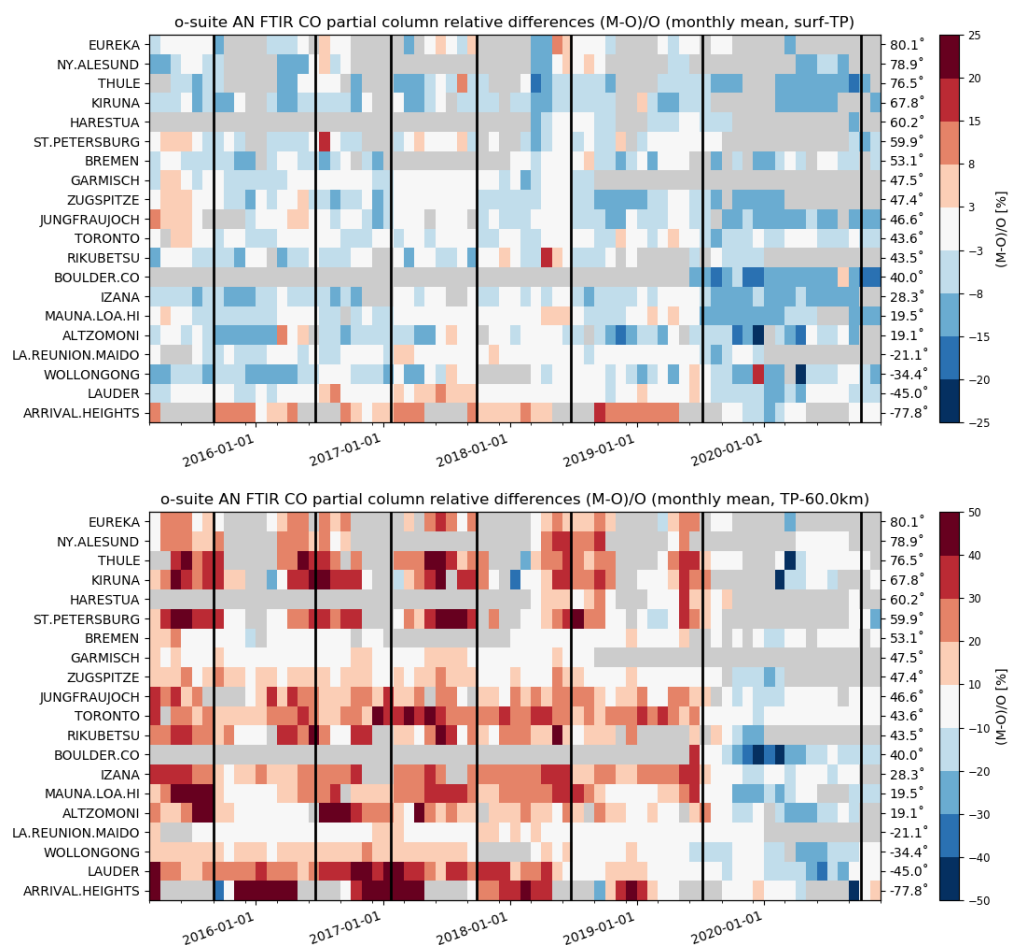 o-suite AN FTIR CO partial column relative differences (M-O)/O (monthly mean, surf-TP)
EUREKA 80.1˚
NY.ALESUND 78.9˚
THULE 76.5˚
KIRUNA 67.8˚
HARESTUA 60.2˚
ST.PETERSBURG 59.9˚
BREMEN 53.1˚
GARMISCH 47.5˚
ZUGSPITZE 47.4˚
JUNGFRAUJOCH 46.6˚
TORONTO 43.6˚
RIKUBETSU 43.5˚
BOULDER.CO 40.0˚
IZANA 28.3˚
MAUNA.LOA.HI 19.5˚
ALTZOMONI 19.1˚
LA.REUNION.MAIDO -21.1˚
WOLLONGONG -34.4˚
LAUDER -45.0˚
ARRIVAL.HEIGHTS -77.8˚
2016-01-01 2017-01-01 2018-01-01 2019-01-01 2020-01-01
25
20
15
8
3
−3
−8
−15
−20
−25
(M-O)/O [%]
o-suite AN FTIR CO partial column relative differences (M-O)/O (monthly mean, TP-60.0km)
EUREKA 80.1˚
NY.ALESUND 78.9˚
THULE 76.5˚
KIRUNA 67.8˚
HARESTUA 60.2˚
ST.PETERSBURG 59.9˚
BREMEN 53.1˚
GARMISCH 47.5˚
ZUGSPITZE 47.4˚
JUNGFRAUJOCH 46.6˚
TORONTO 43.6˚
RIKUBETSU 43.5˚
BOULDER.CO 40.0˚
IZANA 28.3˚
MAUNA.LOA.HI 19.5˚
ALTZOMONI 19.1˚
LA.REUNION.MAIDO -21.1˚
WOLLONGONG -34.4˚
LAUDER -45.0˚
ARRIVAL.HEIGHTS -77.8˚
2016-01-01 2017-01-01 2018-01-01 2019-01-01 2020-01-01
50
40
30
20
10
−10
−20
−30
−40
−50
(M-O)/O [%]